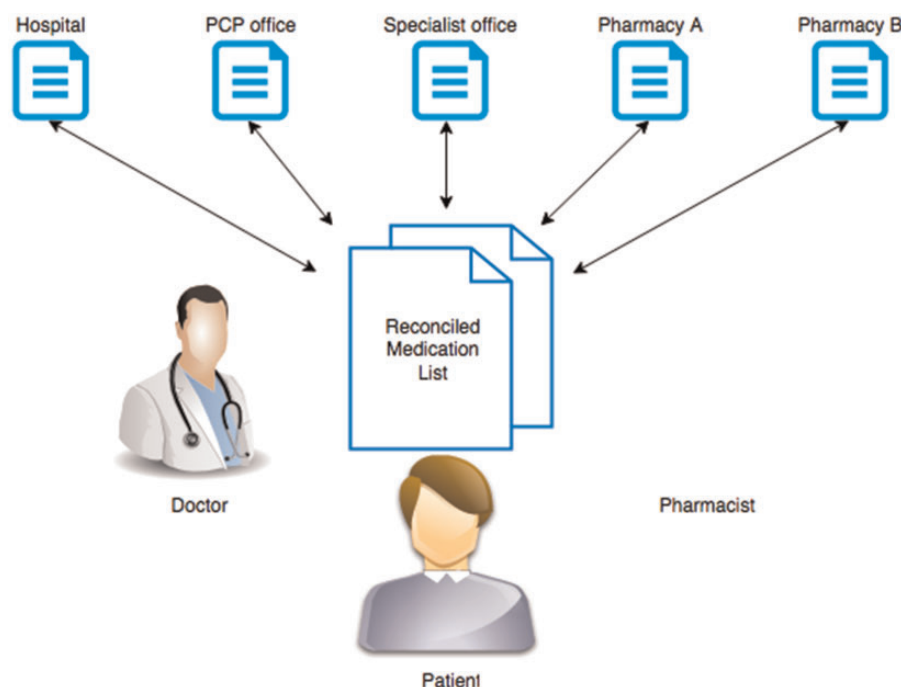 Hospital
PCP office
Specialist office
Pharmacy A
Pharmacy B
Reconciled
Medication
List
Doctor
Pharmacist
Patient